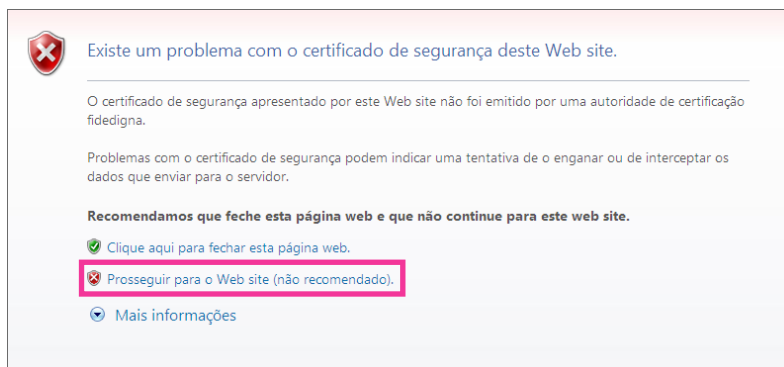 Existe um problema com o certificado de segurança deste Web site.
O certificado de segurança apresentado por este Web site não foi emitido por uma autoridade de certificação
fidedigna.
Problemas com o certificado de segurança podem indicar uma tentativa de o enganar ou de interceptar os
dados que enviar para o servidor.
Recomendamos que feche esta página web e que não continue para este web site.
Clique aqui para fechar esta página web.
Prosseguir para o Web site (não recomendado).
Mais informações